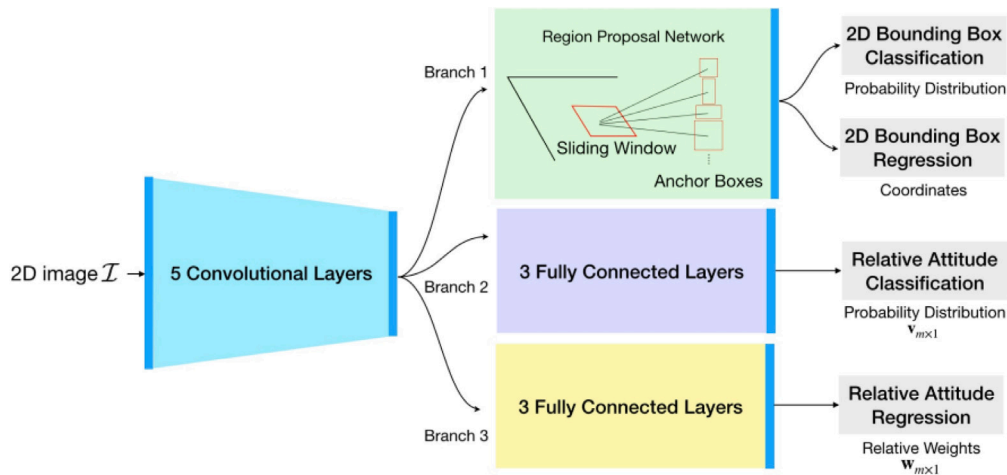 Region Proposal Network
Branch 1
Sliding Window
Anchor Boxes
2D Bounding Box
Classification
Probability Distribution
2D Bounding Box
Regression
Coordinates
2D image ℐ
5 Convolutional Layers
Branch 2
3 Fully Connected Layers
Relative Attitude
Classification
Probability Distribution
v_{m×1}
Branch 3
3 Fully Connected Layers
Relative Attitude
Regression
Relative Weights
w_{m×1}